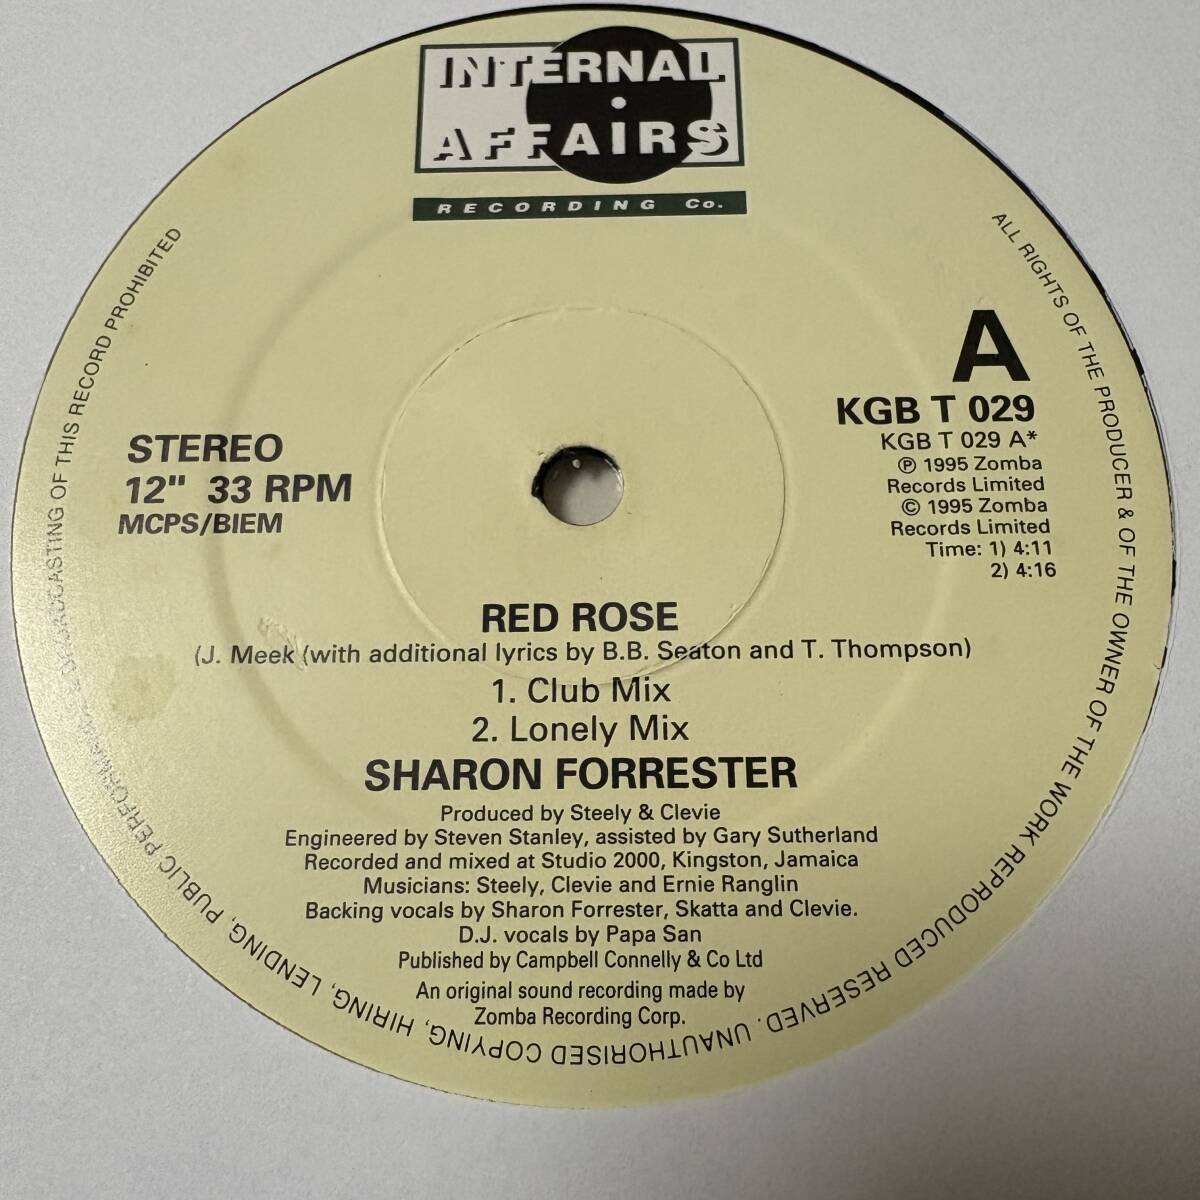 INTERNAL
AFFAIRS
RECORDING Co.
A
KGB T 029
KGB T 029 A*
℗ 1995 Zomba
Records Limited
© 1995 Zomba
Records Limited
Time: 1) 4:11
2) 4:16
STEREO
12" 33 RPM
MCPS/BIEM
RED ROSE
(J. Meek (with additional lyrics by B.B. Seaton and T. Thompson)
1. Club Mix
2. Lonely Mix
SHARON FORRESTER
Produced by Steely & Clevie
Engineered by Steven Stanley, assisted by Gary Sutherland
Recorded and mixed at Studio 2000, Kingston, Jamaica
Musicians: Steely, Clevie and Ernie Ranglin
Backing vocals by Sharon Forrester, Skatta and Clevie.
D.J. vocals by Papa San
Published by Campbell Connelly & Co Ltd
An original sound recording made by
Zomba Recording Corp.
ALL RIGHTS OF THE PRODUCER & OF THE OWNER OF THE WORK REPRODUCED RESERVED. UNAUTHORISED COPYING, HIRING, LENDING, PUBLIC PERFORMANCE & BROADCASTING OF THIS RECORD PROHIBITED